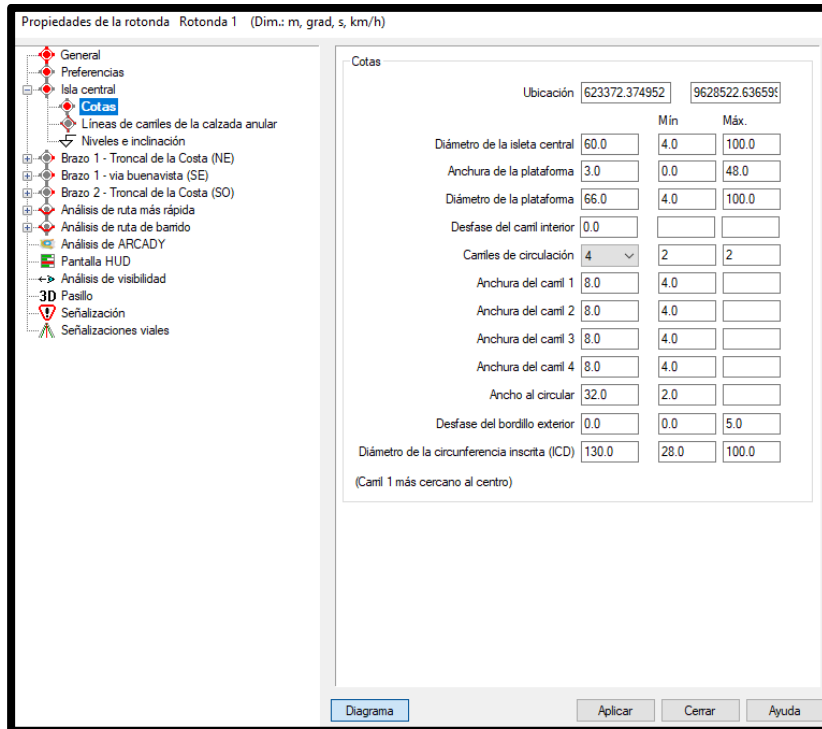 Propiedades de la rotonda Rotonda 1 (Dim.: m, grad, s, km/h)
General
Preferencias
Isla central
Cotas
Líneas de carriles de la calzada anular
Niveles e inclinación
Brazo 1 - Troncal de la Costa (NE)
Brazo 1 - via buenavista (SE)
Brazo 2 - Troncal de la Costa (SO)
Análisis de ruta más rápida
Análisis de ruta de barrido
Análisis de ARCADY
Pantalla HUD
Análisis de visibilidad
3D Pasillo
Señalización
Señalizaciones viales
Cotas
Ubicación 623372.374952 9628522.636599
Mín Máx.
Diámetro de la isleta central 60.0 4.0 100.0
Anchura de la plataforma 3.0 0.0 48.0
Diámetro de la plataforma 66.0 4.0 100.0
Desfase del carril interior 0.0
Carriles de circulación 4 2 2
Anchura del carril 1 8.0 4.0
Anchura del carril 2 8.0 4.0
Anchura del carril 3 8.0 4.0
Anchura del carril 4 8.0 4.0
Ancho al circular 32.0 2.0
Desfase del bordillo exterior 0.0 0.0 5.0
Diámetro de la circunferencia inscrita (ICD) 130.0 28.0 100.0
(Carril 1 más cercano al centro)
Diagrama Aplicar Cerrar Ayuda